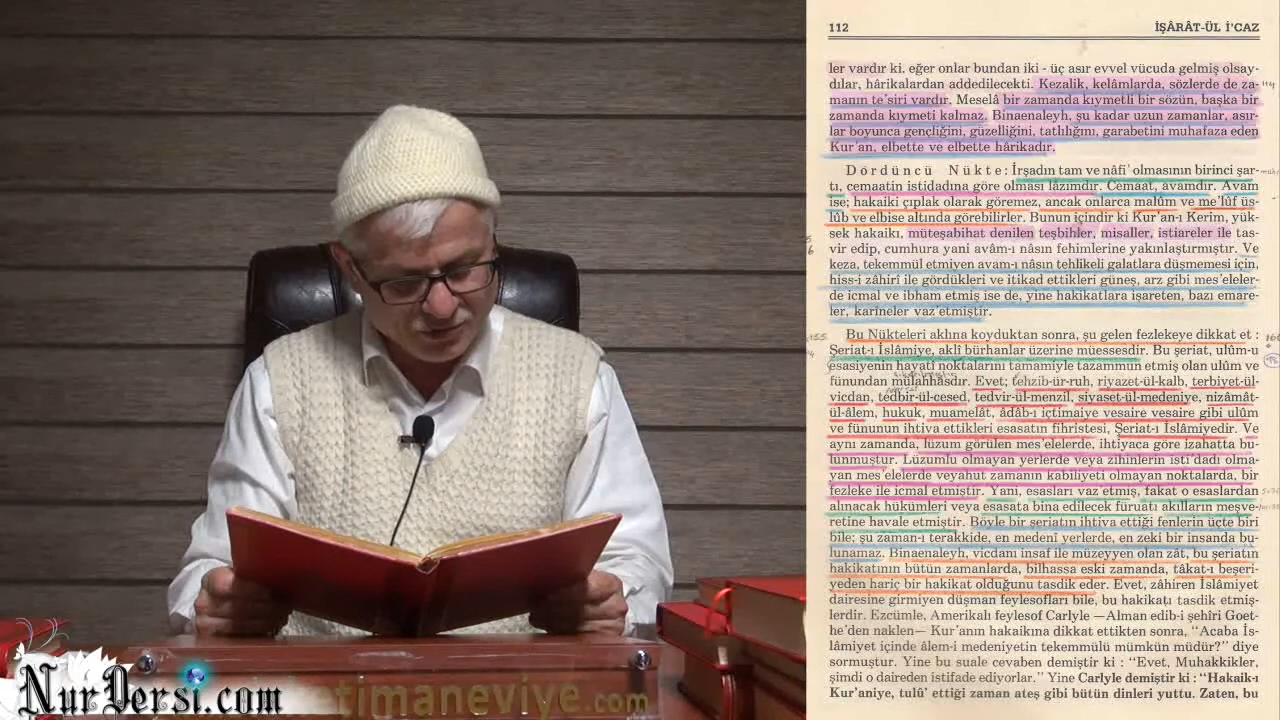 112 İŞÂRÂT-ÜL İ'CAZ
ler vardır ki, eğer onlar bundan iki - üç asır evvel vücuda gelmiş olsay-
dılar, hârikalardan addedilecekti. Kezalik, kelâmlarda, sözlerde de za-
manın te'siri vardır. Meselâ bir zamanda kıymetli bir sözün, başka bir
zamanda kıymeti kalmaz. Binaenaleyh, şu kadar uzun zamanlar, asır-
lar boyunca gençliğini, güzelliğini, tatlılığını, garabetini muhafaza eden
Kur'an, elbette ve elbette hârikadır.
Dördüncü Nükte: İrşadın tam ve nâfi' olmasının birinci şar-
tı, cemaatin istidadına göre olması lâzımdır. Cemaat, avamdır. Avam
ise; hakaiki çıplak olarak göremez, ancak onlarca malûm ve me'lûf üs-
lûb ve elbise altında görebilirler. Bunun içindir ki Kur'an-ı Kerim, yük-
sek hakaikı, müteşabihat denilen teşbihler, misaller, istiareler ile tas-
vir edip, cumhura yani avâm-ı nâsın fehimlerine yakınlaştırmıştır. Ve
keza, tekemmül etmiyen avam-ı nâsın tehlikeli galatlara düşmemesi için,
hiss-i zâhirî ile gördükleri ve itikad ettikleri güneş, arz gibi mes'eleler-
de icmal ve ibham etmiş ise de, yine hakikatlara işareten, bazı emare-
ler, karineler vaz'etmiştir.
Bu Nükteleri aklına koyduktan sonra, şu gelen fezlekeye dikkat et :
Şeriat-ı İslâmiye, aklî bürhanlar üzerine müessesdir. Bu şeriat, ulûm-u
esasiyenin hayatî noktalarını tamamiyle tazammun etmiş olan ulûm ve
fünundan mülahhasdır. Evet; tehzib-ür-ruh, riyazet-ül-kalb, terbiyet-ül-
vicdan, tedbir-ül-cesed, tedvir-ül-menzil, siyaset-ül-medeniye, nizâmât-
ül-âlem, hukuk, muamelât, âdâb-ı içtimaiye vesaire vesaire gibi ulûm
ve fünunun ihtiva ettikleri esasatın fihristesi, Şeriat-ı İslâmiyedir. Ve
aynı zamanda, lüzum görülen mes'elelerde, ihtiyaca göre izahatta bu-
lunmuştur. Lüzumlu olmayan yerlerde veya zihinlerin isti'dadı olma-
yan mes'elelerde veyahut zamanın kabiliyeti olmayan noktalarda, bir
fezleke ile icmal etmiştir. Yani, esasları vaz etmiş, fakat o esaslardan
alınacak hükümleri veya esasata bina edilecek füruatı akılların meşve-
retine havale etmiştir. Böyle bir şeriatın ihtiva ettiği fenlerin üçte biri
bile; şu zaman-ı terakkide, en medenî yerlerde, en zeki bir insanda bu-
lunamaz. Binaenaleyh, vicdanı insaf ile müzeyyen olan zât, bu şeriatın
hakikatının bütün zamanlarda, bilhassa eski zamanda, tâkat-ı beşeri-
yeden hariç bir hakikat olduğunu tasdik eder. Evet, zâhiren İslâmiyet
dairesine girmiyen düşman feylesofları bile, bu hakikatı tasdik etmiş-
lerdir. Ezcümle, Amerikalı feylesof Carlyle —Alman edib-i şehiri Goet-
he'den naklen— Kur'anın hakaikına dikkat ettikten sonra, "Acaba İs-
lâmiyet içinde âlem-i medeniyetin tekemmülü mümkün müdür?" diye
sormuştur. Yine bu suale cevaben demiştir ki : "Evet, Muhakkikler,
şimdi o daireden istifade ediyorlar." Yine Carlyle demiştir ki : "Hakaik-ı
Kur'aniye, tulû' ettiği zaman ateş gibi bütün dinleri yuttu. Zaten, bu
NurDersi.com
etimaneviye.com